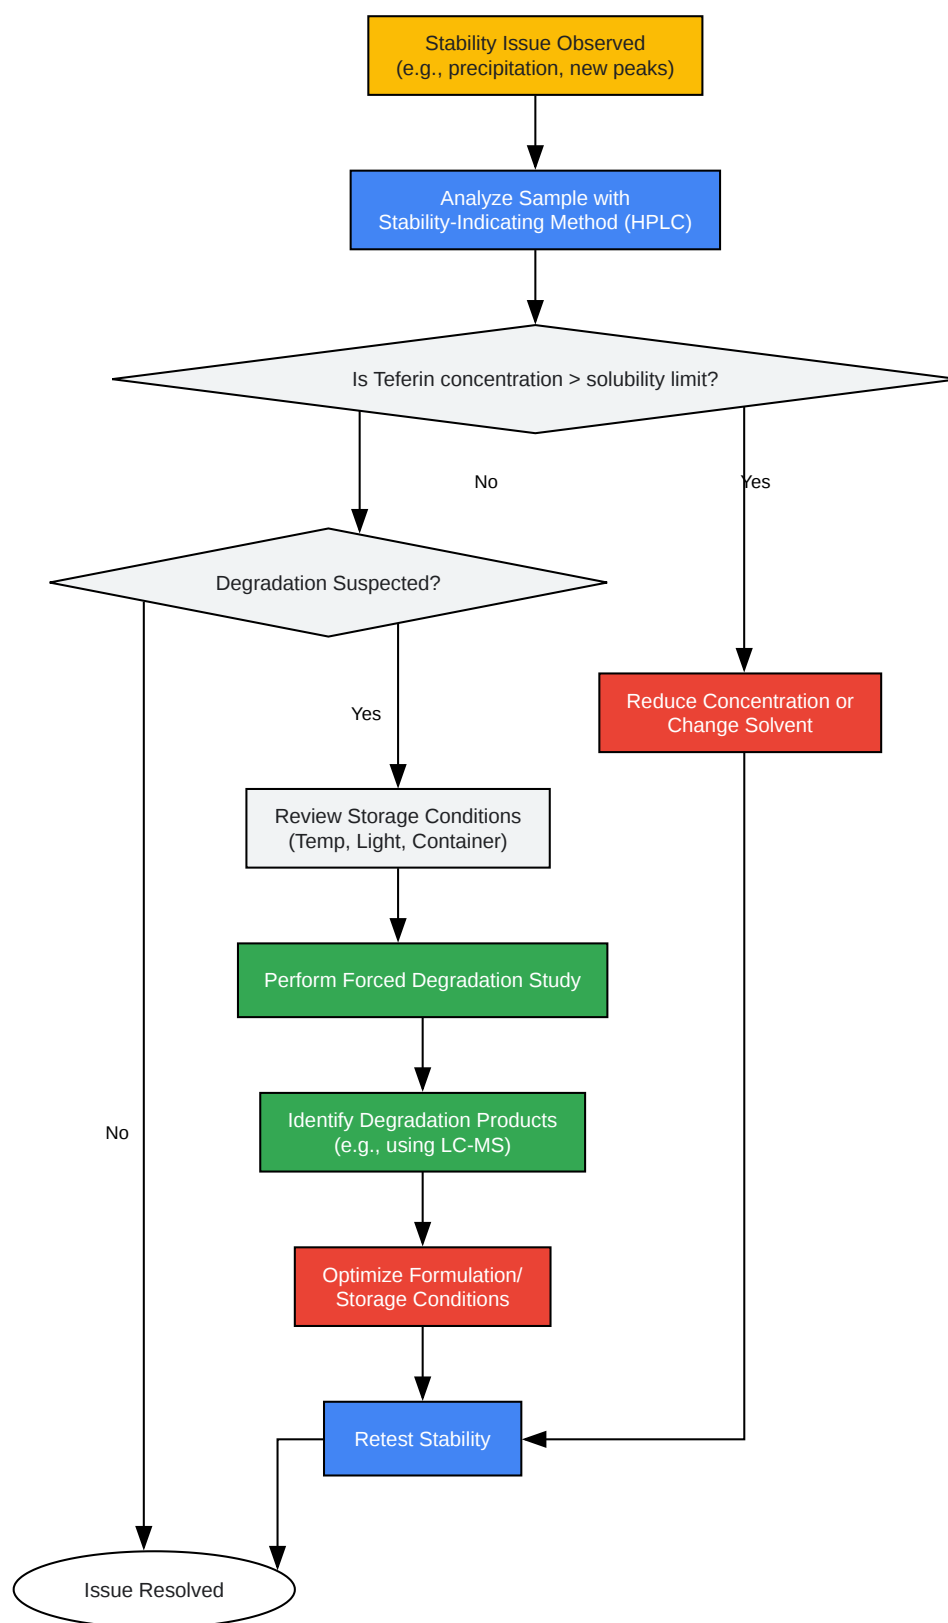 Stability Issue Observed
(e.g., precipitation, new peaks)
Analyze Sample with
Stability-Indicating Method (HPLC)
Is Teferin concentration > solubility limit?
No
Yes
Degradation Suspected?
Reduce Concentration or
Change Solvent
Yes
Review Storage Conditions
(Temp, Light, Container)
Perform Forced Degradation Study
Identify Degradation Products
(e.g., using LC-MS)
No
Optimize Formulation/
Storage Conditions
Retest Stability
Issue Resolved